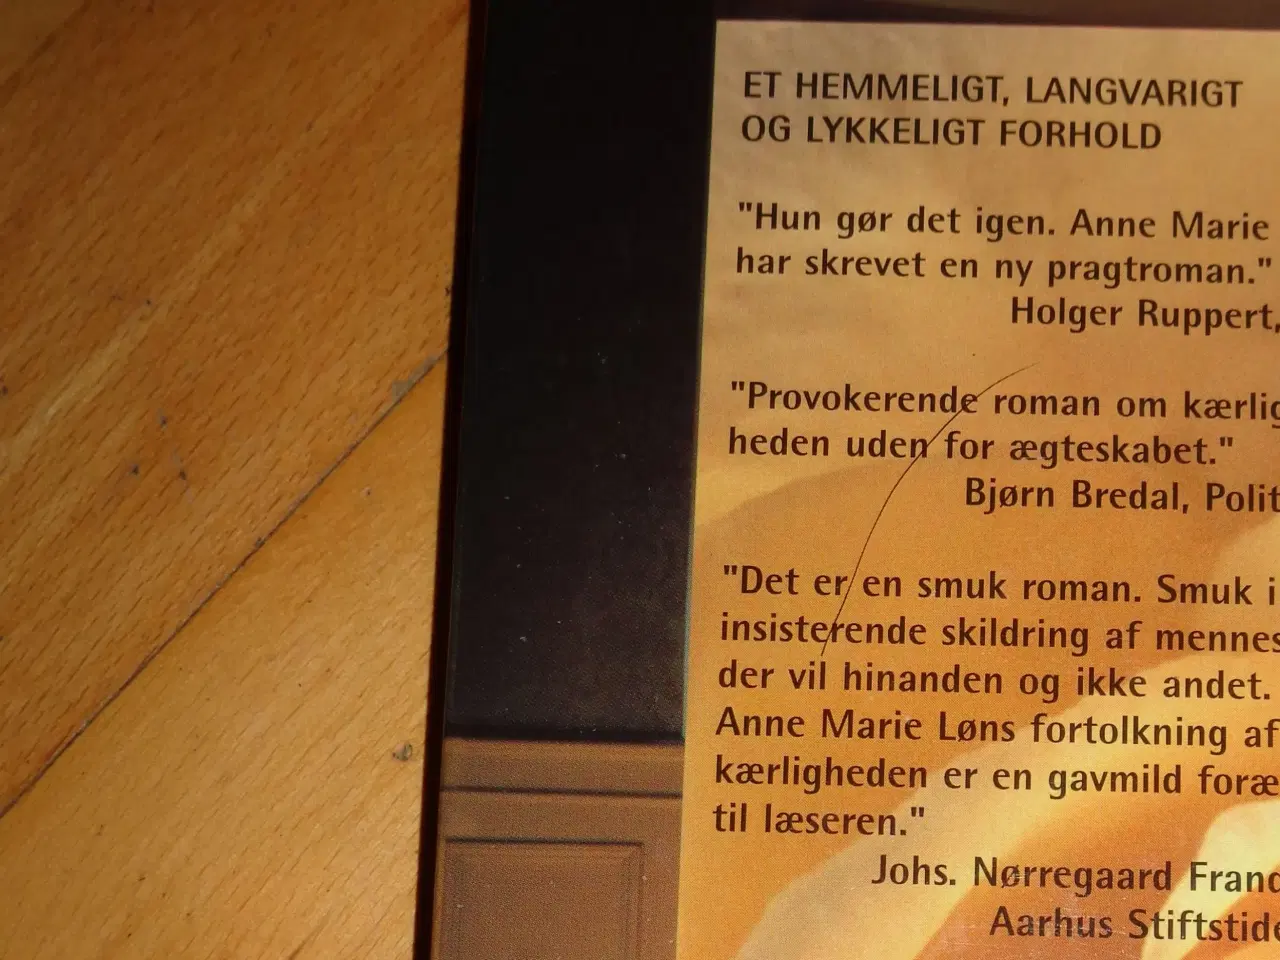 ET HEMMELIGT, LANGVARIGT
OG LYKKELIGT FORHOLD
"Hun gør det igen. Anne Marie
har skrevet en ny pragtroman."
Holger Ruppert,
"Provokerende roman om kærlig
heden uden for ægteskabet."
Bjørn Bredal, Polit
"Det er en smuk roman. Smuk i
insisterende skildring af mennes
der vil hinanden og ikke andet.
Anne Marie Løns fortolkning af
kærligheden er en gavmild foræ
til læseren."
Johs. Nørregaard Frand
Aarhus Stiftstide